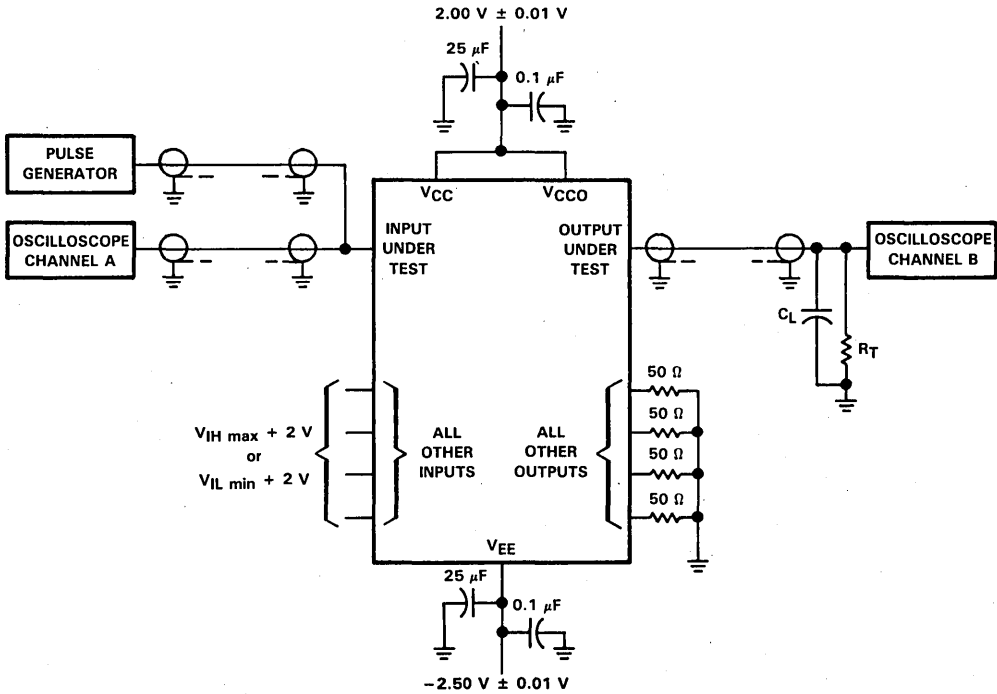 2.00 V ± 0.01 V
25 μF
0.1 μF
PULSE
GENERATOR
OSCILLOSCOPE
CHANNEL A
VCC
VCCO
INPUT
UNDER
TEST
OUTPUT
UNDER
TEST
OSCILLOSCOPE
CHANNEL B
CL
RT
VIH max + 2 V
or
VIL min + 2 V
ALL
OTHER
INPUTS
ALL
OTHER
OUTPUTS
50 Ω
50 Ω
50 Ω
50 Ω
VEE
25 μF
0.1 μF
−2.50 V ± 0.01 V